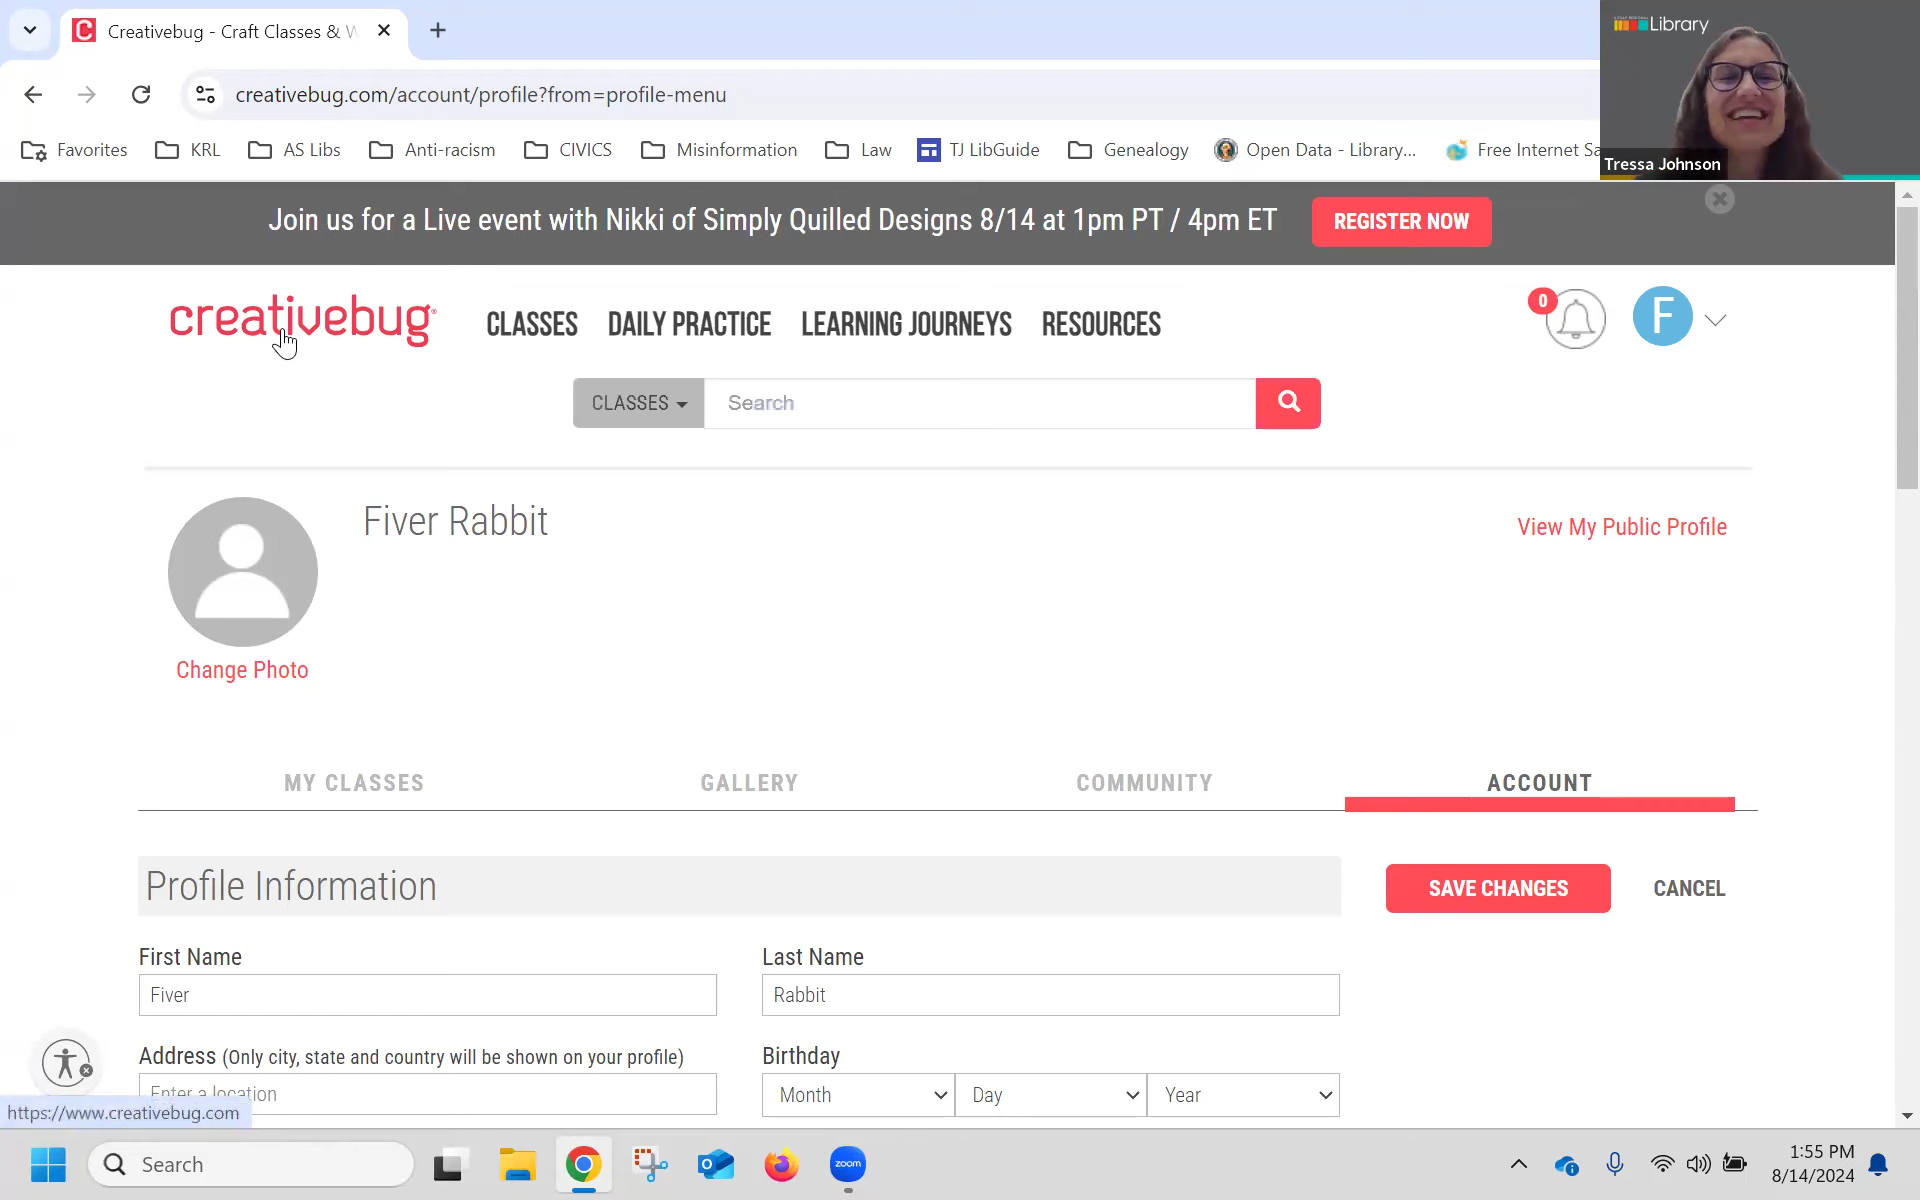 Creativebug - Craft Classes & W
creativebug.com/account/profile?from=profile-menu
Favorites KRL AS Libs Anti-racism CIVICS Misinformation Law TJ LibGuide Genealogy Open Data - Library... Free Internet Sa
Library
Tressa Johnson
Join us for a Live event with Nikki of Simply Quilled Designs 8/14 at 1pm PT / 4pm ET REGISTER NOW
creativebug CLASSES DAILY PRACTICE LEARNING JOURNEYS RESOURCES 0 F
CLASSES Search
Fiver Rabbit
View My Public Profile
Change Photo
MY CLASSES GALLERY COMMUNITY ACCOUNT
Profile Information SAVE CHANGES CANCEL
First Name Last Name
Fiver Rabbit
Address (Only city, state and country will be shown on your profile) Birthday
Enter a location Month Day Year
https://www.creativebug.com
Search zoom 1:55 PM
8/14/2024